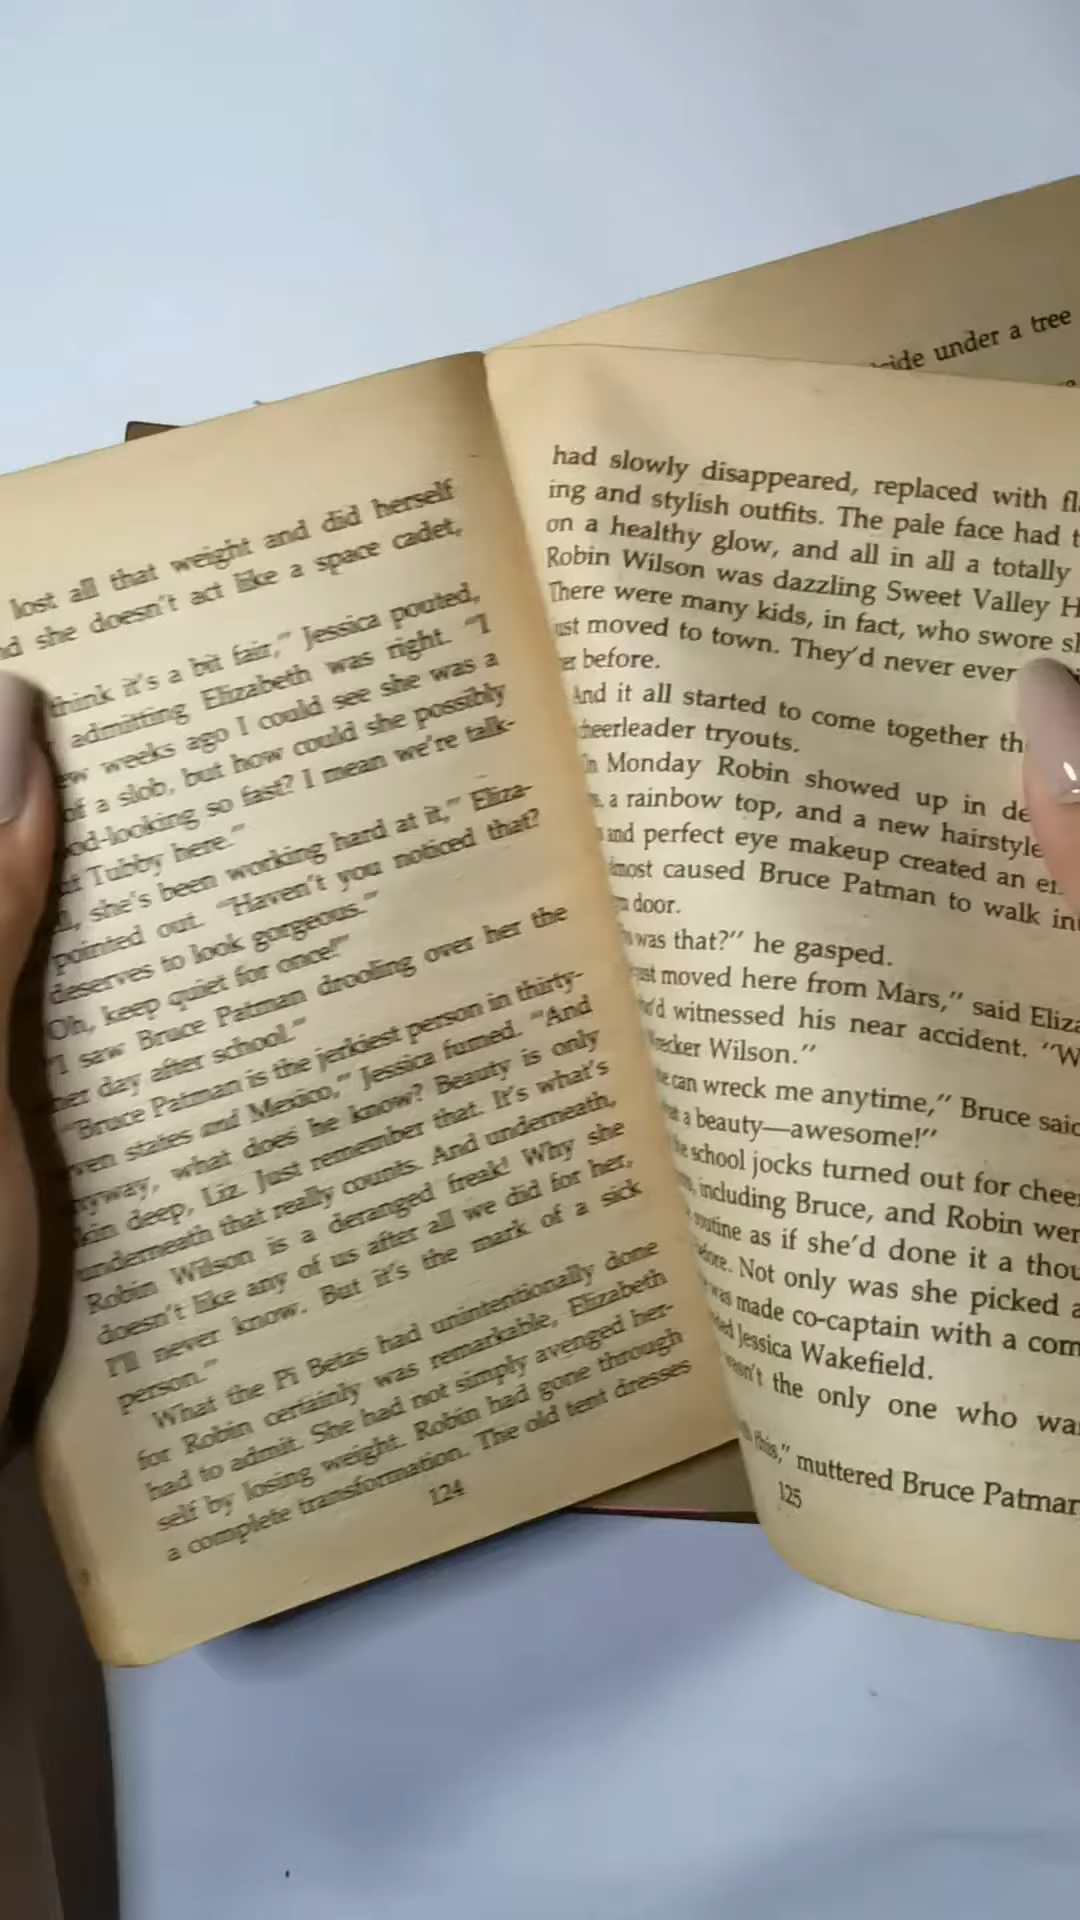 lost all that weight and did herself
she doesn't act like a space cadet,
think it's a bit fair," Jessica pouted,
admitting Elizabeth was right. "I
weeks ago I could see she was a
of a slob, but how could she possibly
so fast? I mean we're talk-
Tubby here."
she's been working hard at it," Eliza-
pointed out. "Haven't you noticed that?
deserves to look gorgeous."
Oh, keep quiet for once!"
"I saw Bruce Patman drooling over her the
day after school."
"Bruce Patman is the jerkiest person in thirty-
states and Mexico," Jessica fumed. "And
what does he know? Beauty is only
deep, Liz. Just remember that. It's what's
underneath that really counts. And underneath,
Robin Wilson is a deranged freak! Why she
doesn't like any of us after all we did for her,
I'll never know. But it's the mark of a sick
person."
What the Pi Betas had unintentionally done
for Robin certainly was remarkable, Elizabeth
had to admit. She had not simply avenged her-
self by losing weight. Robin had gone through
a complete transformation. The old tent dresses
124
under a tree
had slowly disappeared, replaced with
ing and stylish outfits. The pale face had
on a healthy glow, and all in all a totally
Robin Wilson was dazzling Sweet Valley
There were many kids, in fact, who swore
moved to town. They'd never ever
before.
And it all started to come together
tryouts.
Monday Robin showed up in
a rainbow top, and a new hairstyle
and perfect eye makeup created an
caused Bruce Patman to walk
door.
was that?" he gasped.
moved here from Mars," said
witnessed his near accident.
Wilson."
can wreck me anytime," Bruce
a beauty—awesome!"
school jocks turned out for
including Bruce, and Robin
as if she'd done it a
Not only was she picked
was made co-captain with a
Jessica Wakefield.
the only one who
this," muttered Bruce
125